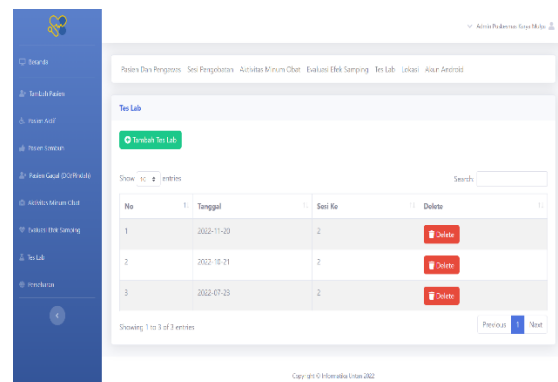 Admin Puskesmas Karya Mulya
Beranda
Tambah Pasien
Pasien Aktif
Pasien Sembuh
Pasien Gagal (DO/Pindah)
Aktivitas Minum Obat
Evaluasi Efek Samping
Tes Lab
Pasien Dan Pengawas Sesi Pengobatan Aktivitas Minum Obat Evaluasi Efek Samping Tes Lab Lokasi Akun Android
Tes Lab
Tambah Tes Lab
Show 10 entries
Search:
No Tanggal Sesi Ke Delete
1 2022-11-20 2 Delete
2 2022-10-21 2 Delete
3 2022-07-23 2 Delete
Showing 1 to 3 of 3 entries
Previous 1 Next
Copyright © Informatika Untan 2022